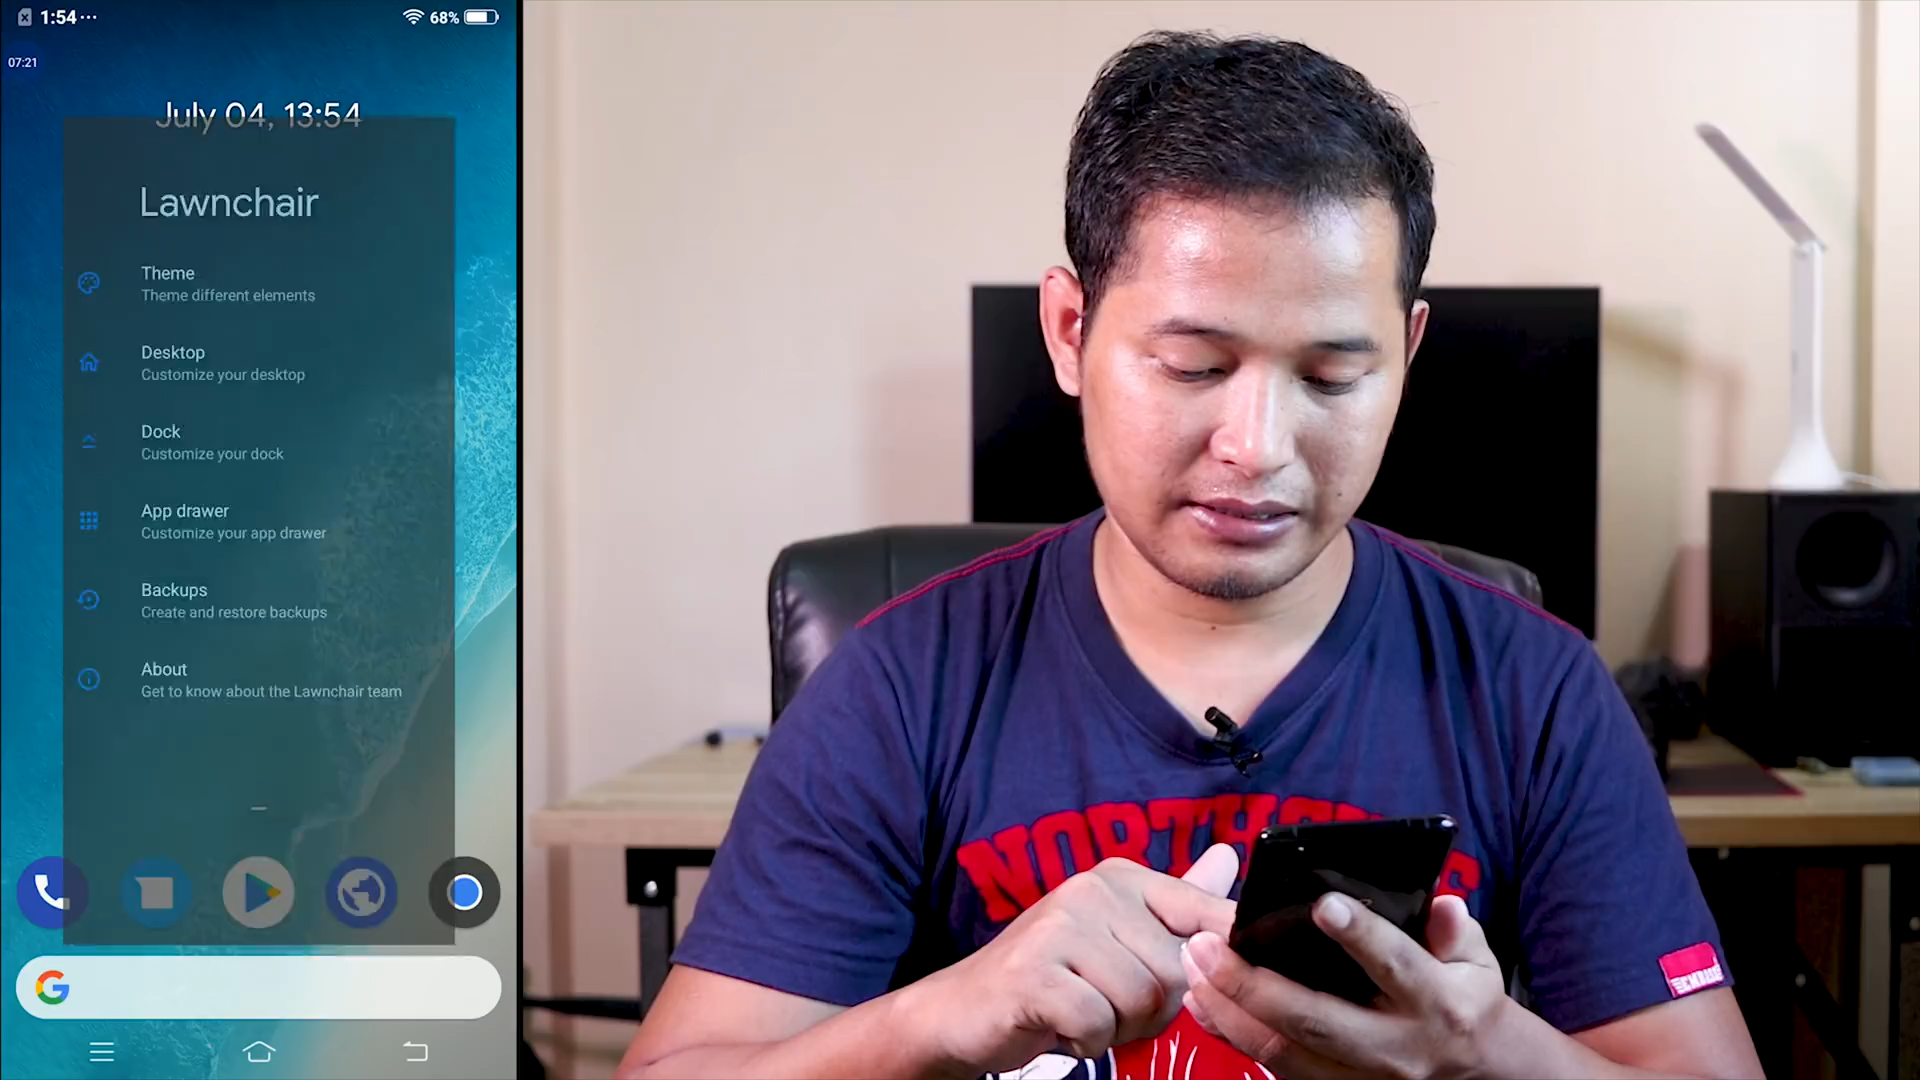 1:54
68%
07:21
July 04, 13:54
Lawnchair
Theme
Theme different elements
Desktop
Customize your desktop
Dock
Customize your dock
App drawer
Customize your app drawer
Backups
Create and restore backups
About
Get to know about the Lawnchair team
G